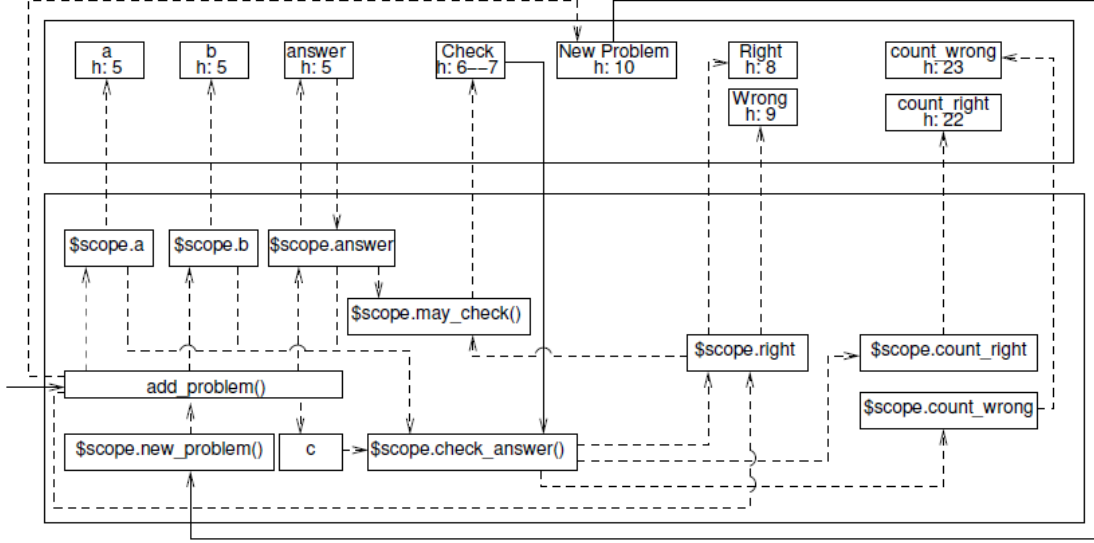 a
h: 5
b
h: 5
answer
h: 5
Check
h: 6--7
New Problem
h: 10
Right
h: 8
count_wrong
h: 23
Wrong
h: 9
count_right
h: 22
$scope.a
$scope.b
$scope.answer
$scope.may_check()
$scope.right
$scope.count_right
add_problem()
$scope.count_wrong
$scope.new_problem()
c
$scope.check_answer()